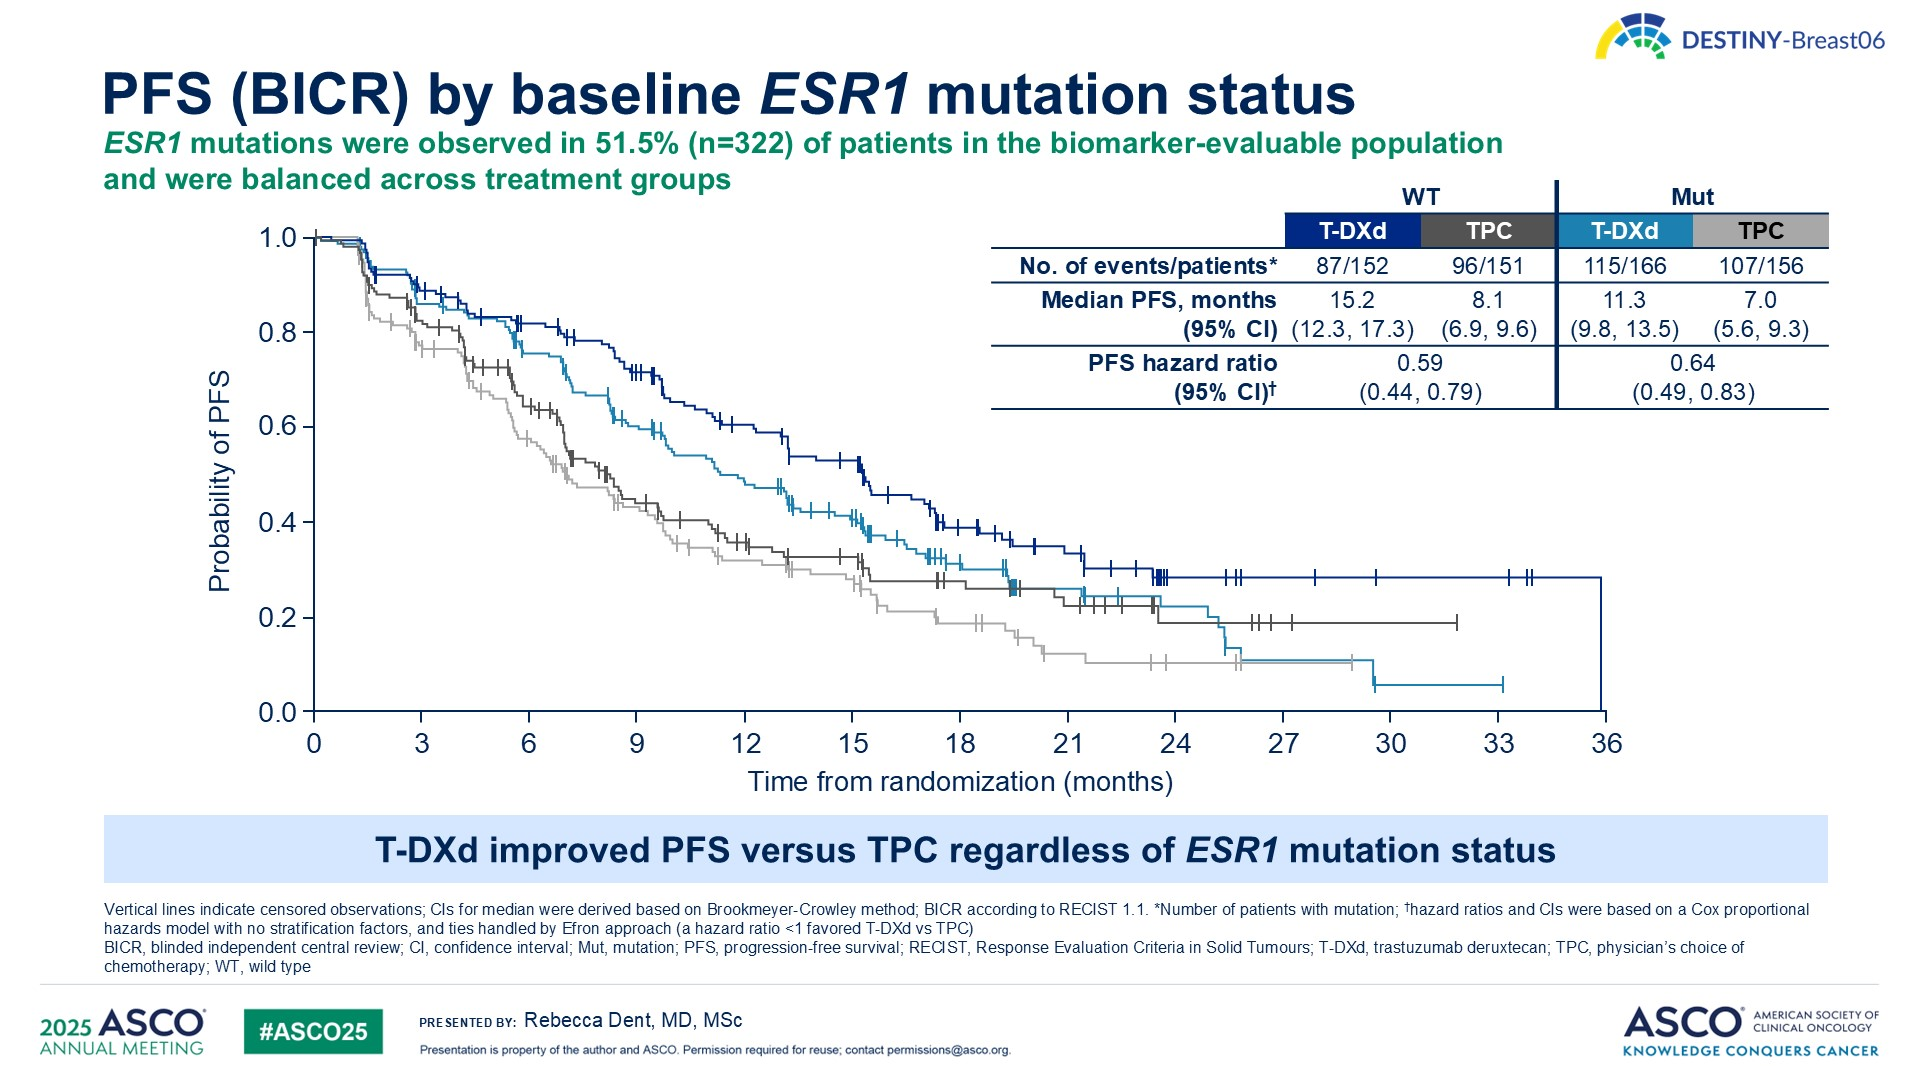 DESTINY-Breast06
PFS (BICR) by baseline ESR1 mutation status
ESR1 mutations were observed in 51.5% (n=322) of patients in the biomarker-evaluable population
and were balanced across treatment groups
WT Mut
T-DXd TPC T-DXd TPC
No. of events/patients* 87/152 96/151 115/166 107/156
Median PFS, months 15.2 8.1 11.3 7.0
(95% CI) (12.3, 17.3) (6.9, 9.6) (9.8, 13.5) (5.6, 9.3)
PFS hazard ratio 0.59 0.64
(95% CI)† (0.44, 0.79) (0.49, 0.83)
Probability of PFS
1.0
0.8
0.6
0.4
0.2
0.0
0 3 6 9 12 15 18 21 24 27 30 33 36
Time from randomization (months)
T-DXd improved PFS versus TPC regardless of ESR1 mutation status
Vertical lines indicate censored observations; CIs for median were derived based on Brookmeyer-Crowley method; BICR according to RECIST 1.1. *Number of patients with mutation; †hazard ratios and CIs were based on a Cox proportional
hazards model with no stratification factors, and ties handled by Efron approach (a hazard ratio <1 favored T-DXd vs TPC)
BICR, blinded independent central review; CI, confidence interval; Mut, mutation; PFS, progression-free survival; RECIST, Response Evaluation Criteria in Solid Tumours; T-DXd, trastuzumab deruxtecan; TPC, physician's choice of
chemotherapy; WT, wild type
2025 ASCO
ANNUAL MEETING
#ASCO25
PRESENTED BY: Rebecca Dent, MD, MSc
Presentation is property of the author and ASCO. Permission required for reuse; contact permissions@asco.org.
ASCO AMERICAN SOCIETY OF
CLINICAL ONCOLOGY
KNOWLEDGE CONQUERS CANCER